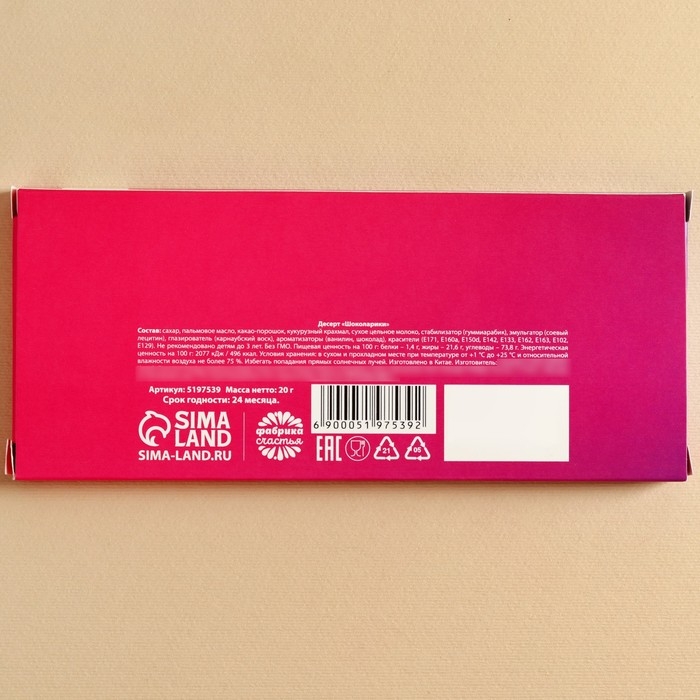 Десерт «Шоколарики»
Состав: сахар, пальмовое масло, какао-порошок, кукурузный крахмал, сухое цельное молоко, стабилизатор (гуммиарабик), эмульгатор (соевый
лецитин), глазирователь (карнаубский воск), ароматизаторы (ванилин, шоколад), красители (E171, E160a, E150d, E142, E133, E162, E163, E102,
E129). Не рекомендовано детям до 3 лет. Без ГМО. Пищевая ценность на 100 г: белки – 1,4 г, жиры – 21,6 г, углеводы – 73,8 г. Энергетическая
ценность на 100 г: 2077 кДж / 496 ккал. Условия хранения: в сухом и прохладном месте при температуре от +1 °C до +25 °C и относительной
влажности воздуха не более 75 %. Избегать попадания прямых солнечных лучей. Изготовлено в Китае. Изготовитель:
Артикул: 5197539 Масса нетто: 20 г
Срок годности: 24 месяца.
SIMA
LAND
SIMA-LAND.RU
фабрика
счастья
6 900051 975392
EAC
21
05